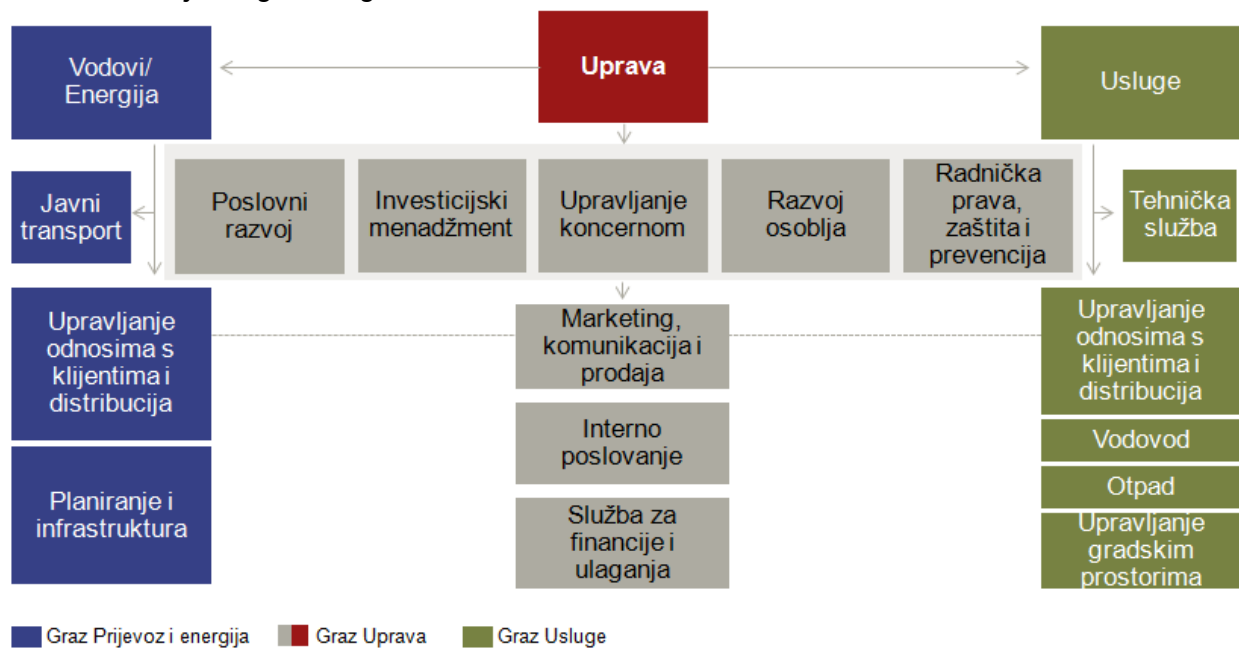 Vodovi/
Energija
Uprava
Usluge
Javni
transport
Poslovni
razvoj
Investicijski
menadžment
Upravljanje
koncernom
Razvoj
osoblja
Radnička
prava,
zaštita i
prevencija
Tehnička
služba
Upravljanje
odnosima s
klijentima i
distribucija
Marketing,
komunikacija i
prodaja
Upravljanje
odnosima s
klijentima i
distribucija
Planiranje i
infrastruktura
Interno
poslovanje
Služba za
financije i
ulaganja
Vodovod
Otpad
Upravljanje
gradskim
prostorima
Graz Prijevoz i energija
Graz Uprava
Graz Usluge